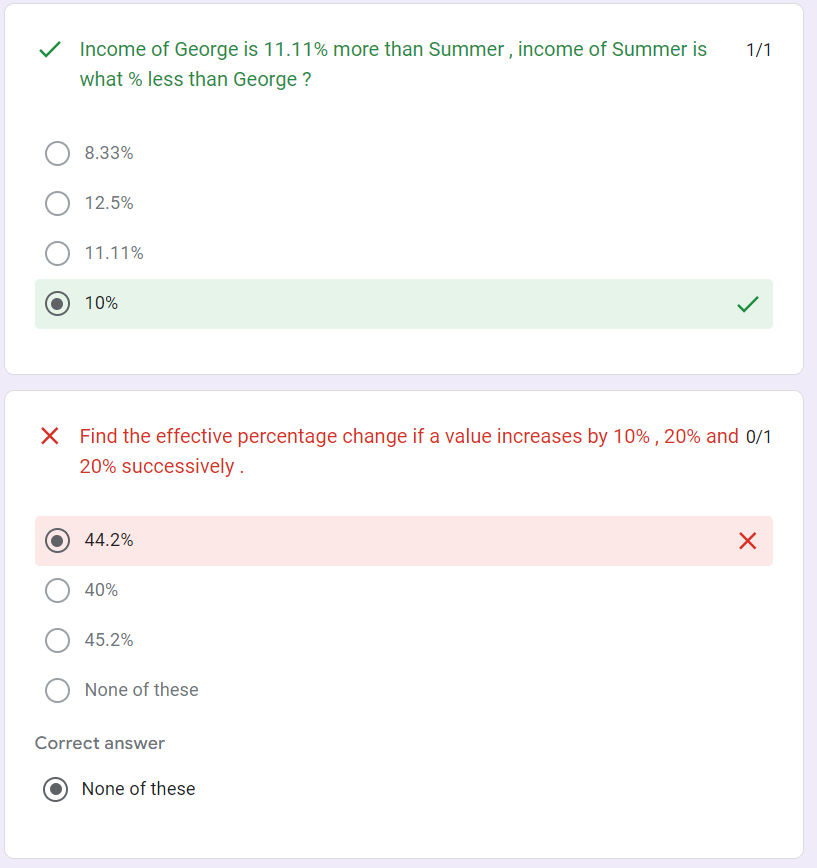 Income of George is 11.11% more than Summer , income of Summer is 1/1
what % less than George ?
8.33%
12.5%
11.11%
10%
Find the effective percentage change if a value increases by 10% , 20% and 0/1
20% successively .
44.2%
40%
45.2%
None of these
Correct answer
None of these